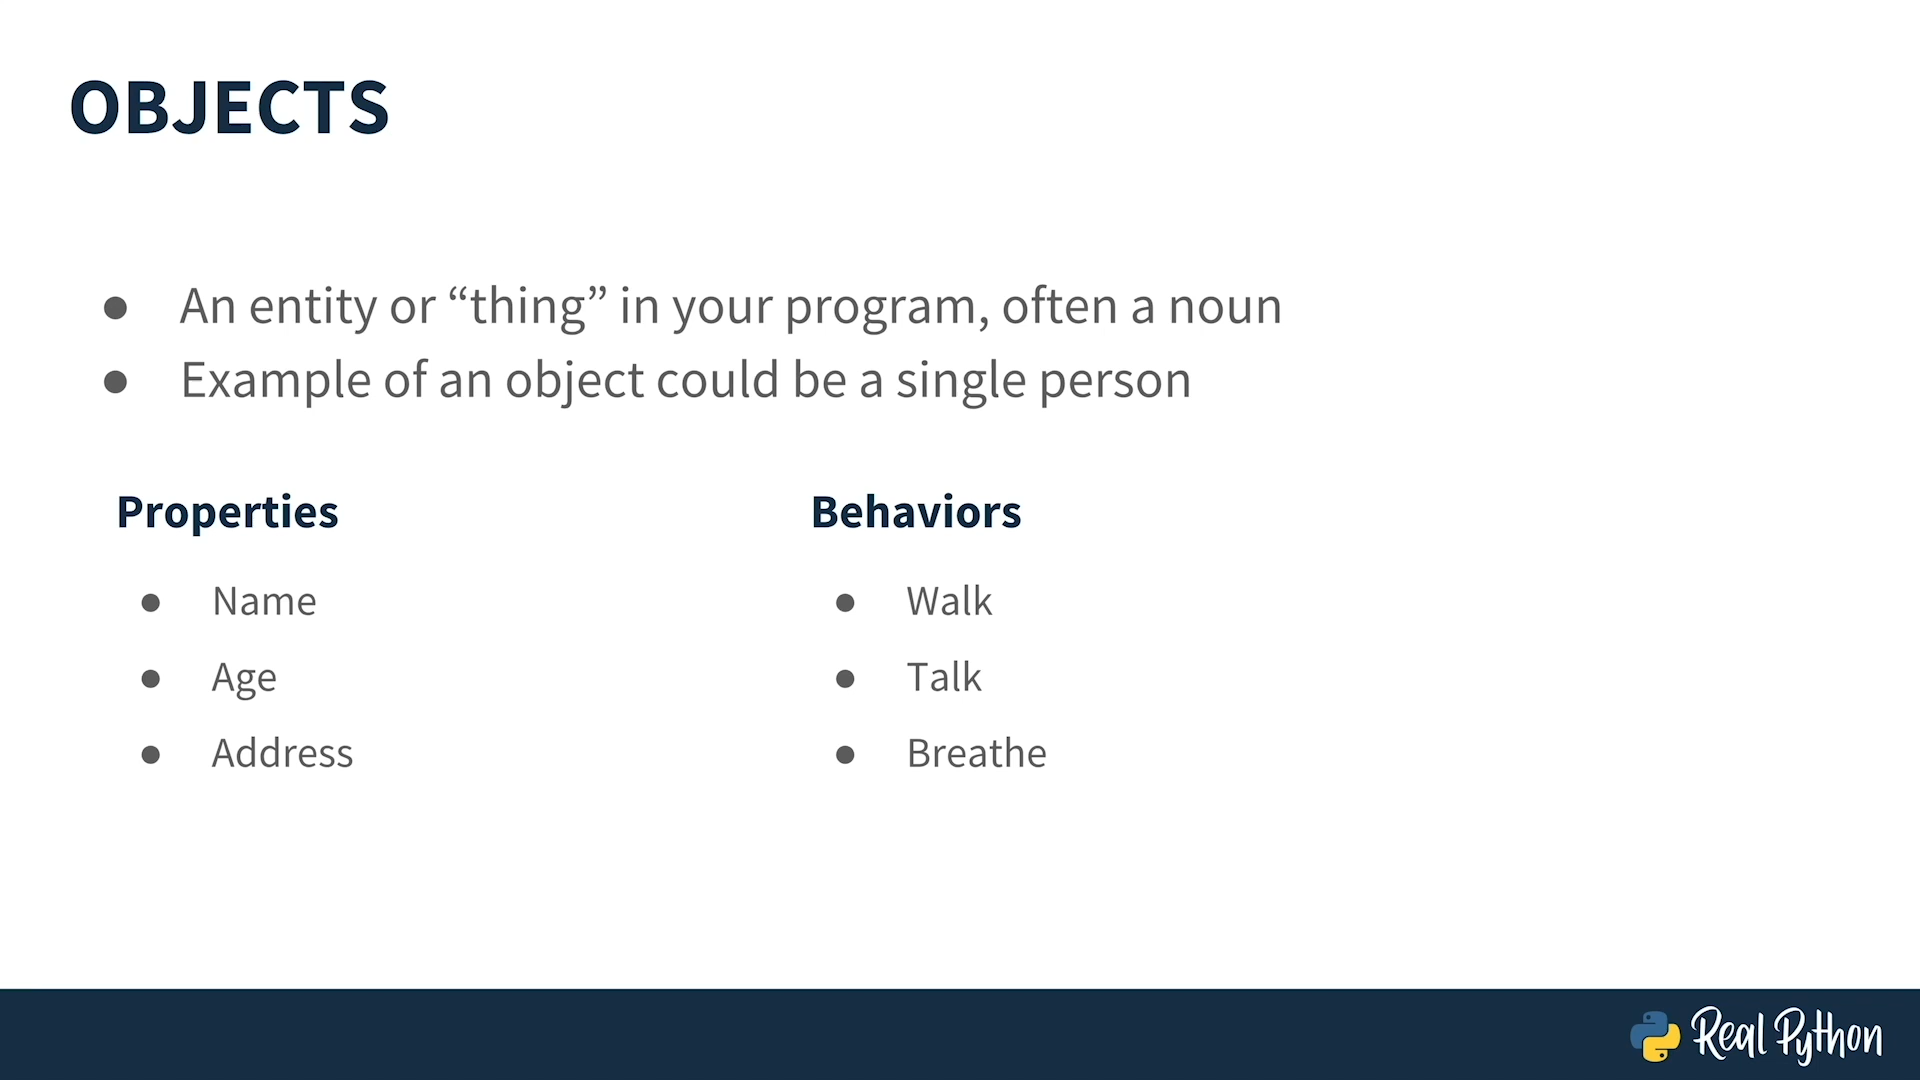 OBJECTS
● An entity or “thing” in your program, often a noun
● Example of an object could be a single person
Properties
● Name
● Age
● Address
Behaviors
● Walk
● Talk
● Breathe
Real Python